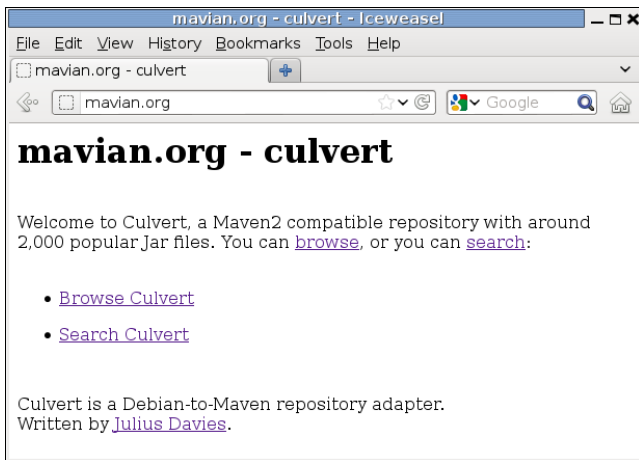 mavian.org - culvert - Iceweasel
File Edit View History Bookmarks Tools Help
mavian.org - culvert
mavian.org Google
mavian.org - culvert
Welcome to Culvert, a Maven2 compatible repository with around
2,000 popular Jar files. You can browse, or you can search:
• Browse Culvert
• Search Culvert
Culvert is a Debian-to-Maven repository adapter.
Written by Julius Davies.